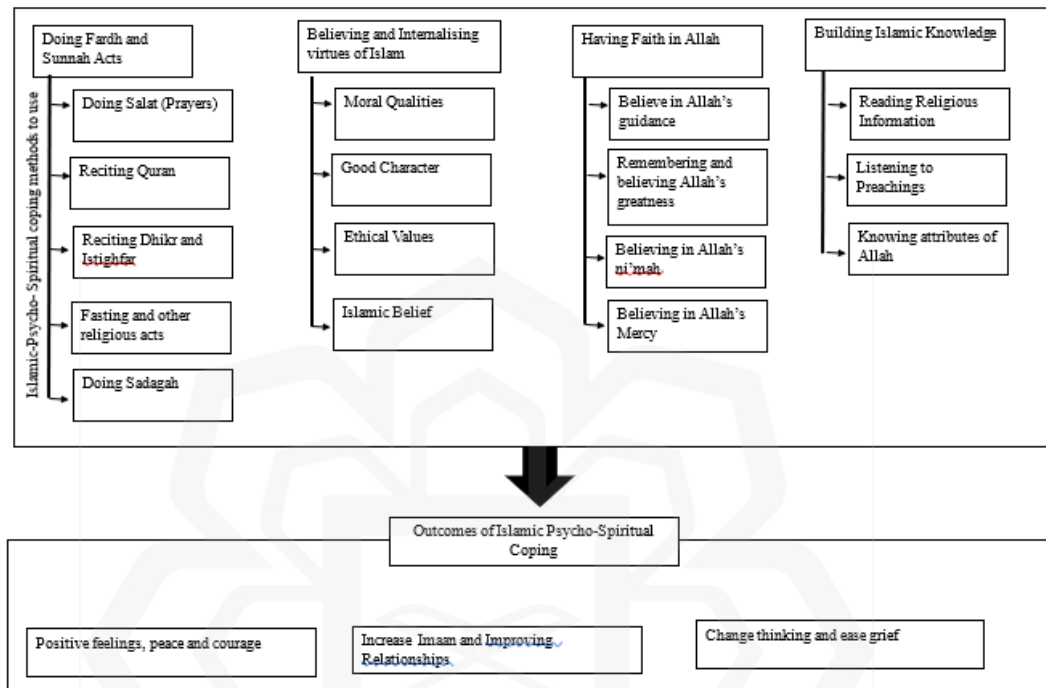 Doing Fardh and
Sunnah Acts
Doing Salat (Prayers)
Reciting Quran
Reciting Dhikr and
Istighfar
Fasting and other
religious acts
Doing Sadagah
Believing and Internalising
virtues of Islam
Moral Qualities
Good Character
Ethical Values
Islamic Belief
Having Faith in Allah
Believe in Allah's
guidance
Remembering and
believing Allah's
greatness
Believing in Allah's
ni'mah
Believing in Allah's
Mercy
Building Islamic Knowledge
Reading Religious
Information
Listening to
Preachings
Knowing attributes of
Allah
Islamic-Psycho- Spiritual coping methods to use
Outcomes of Islamic Psycho-Spiritual
Coping
Positive feelings, peace and courage
Increase Imaan and Improving
Relationships
Change thinking and ease grief